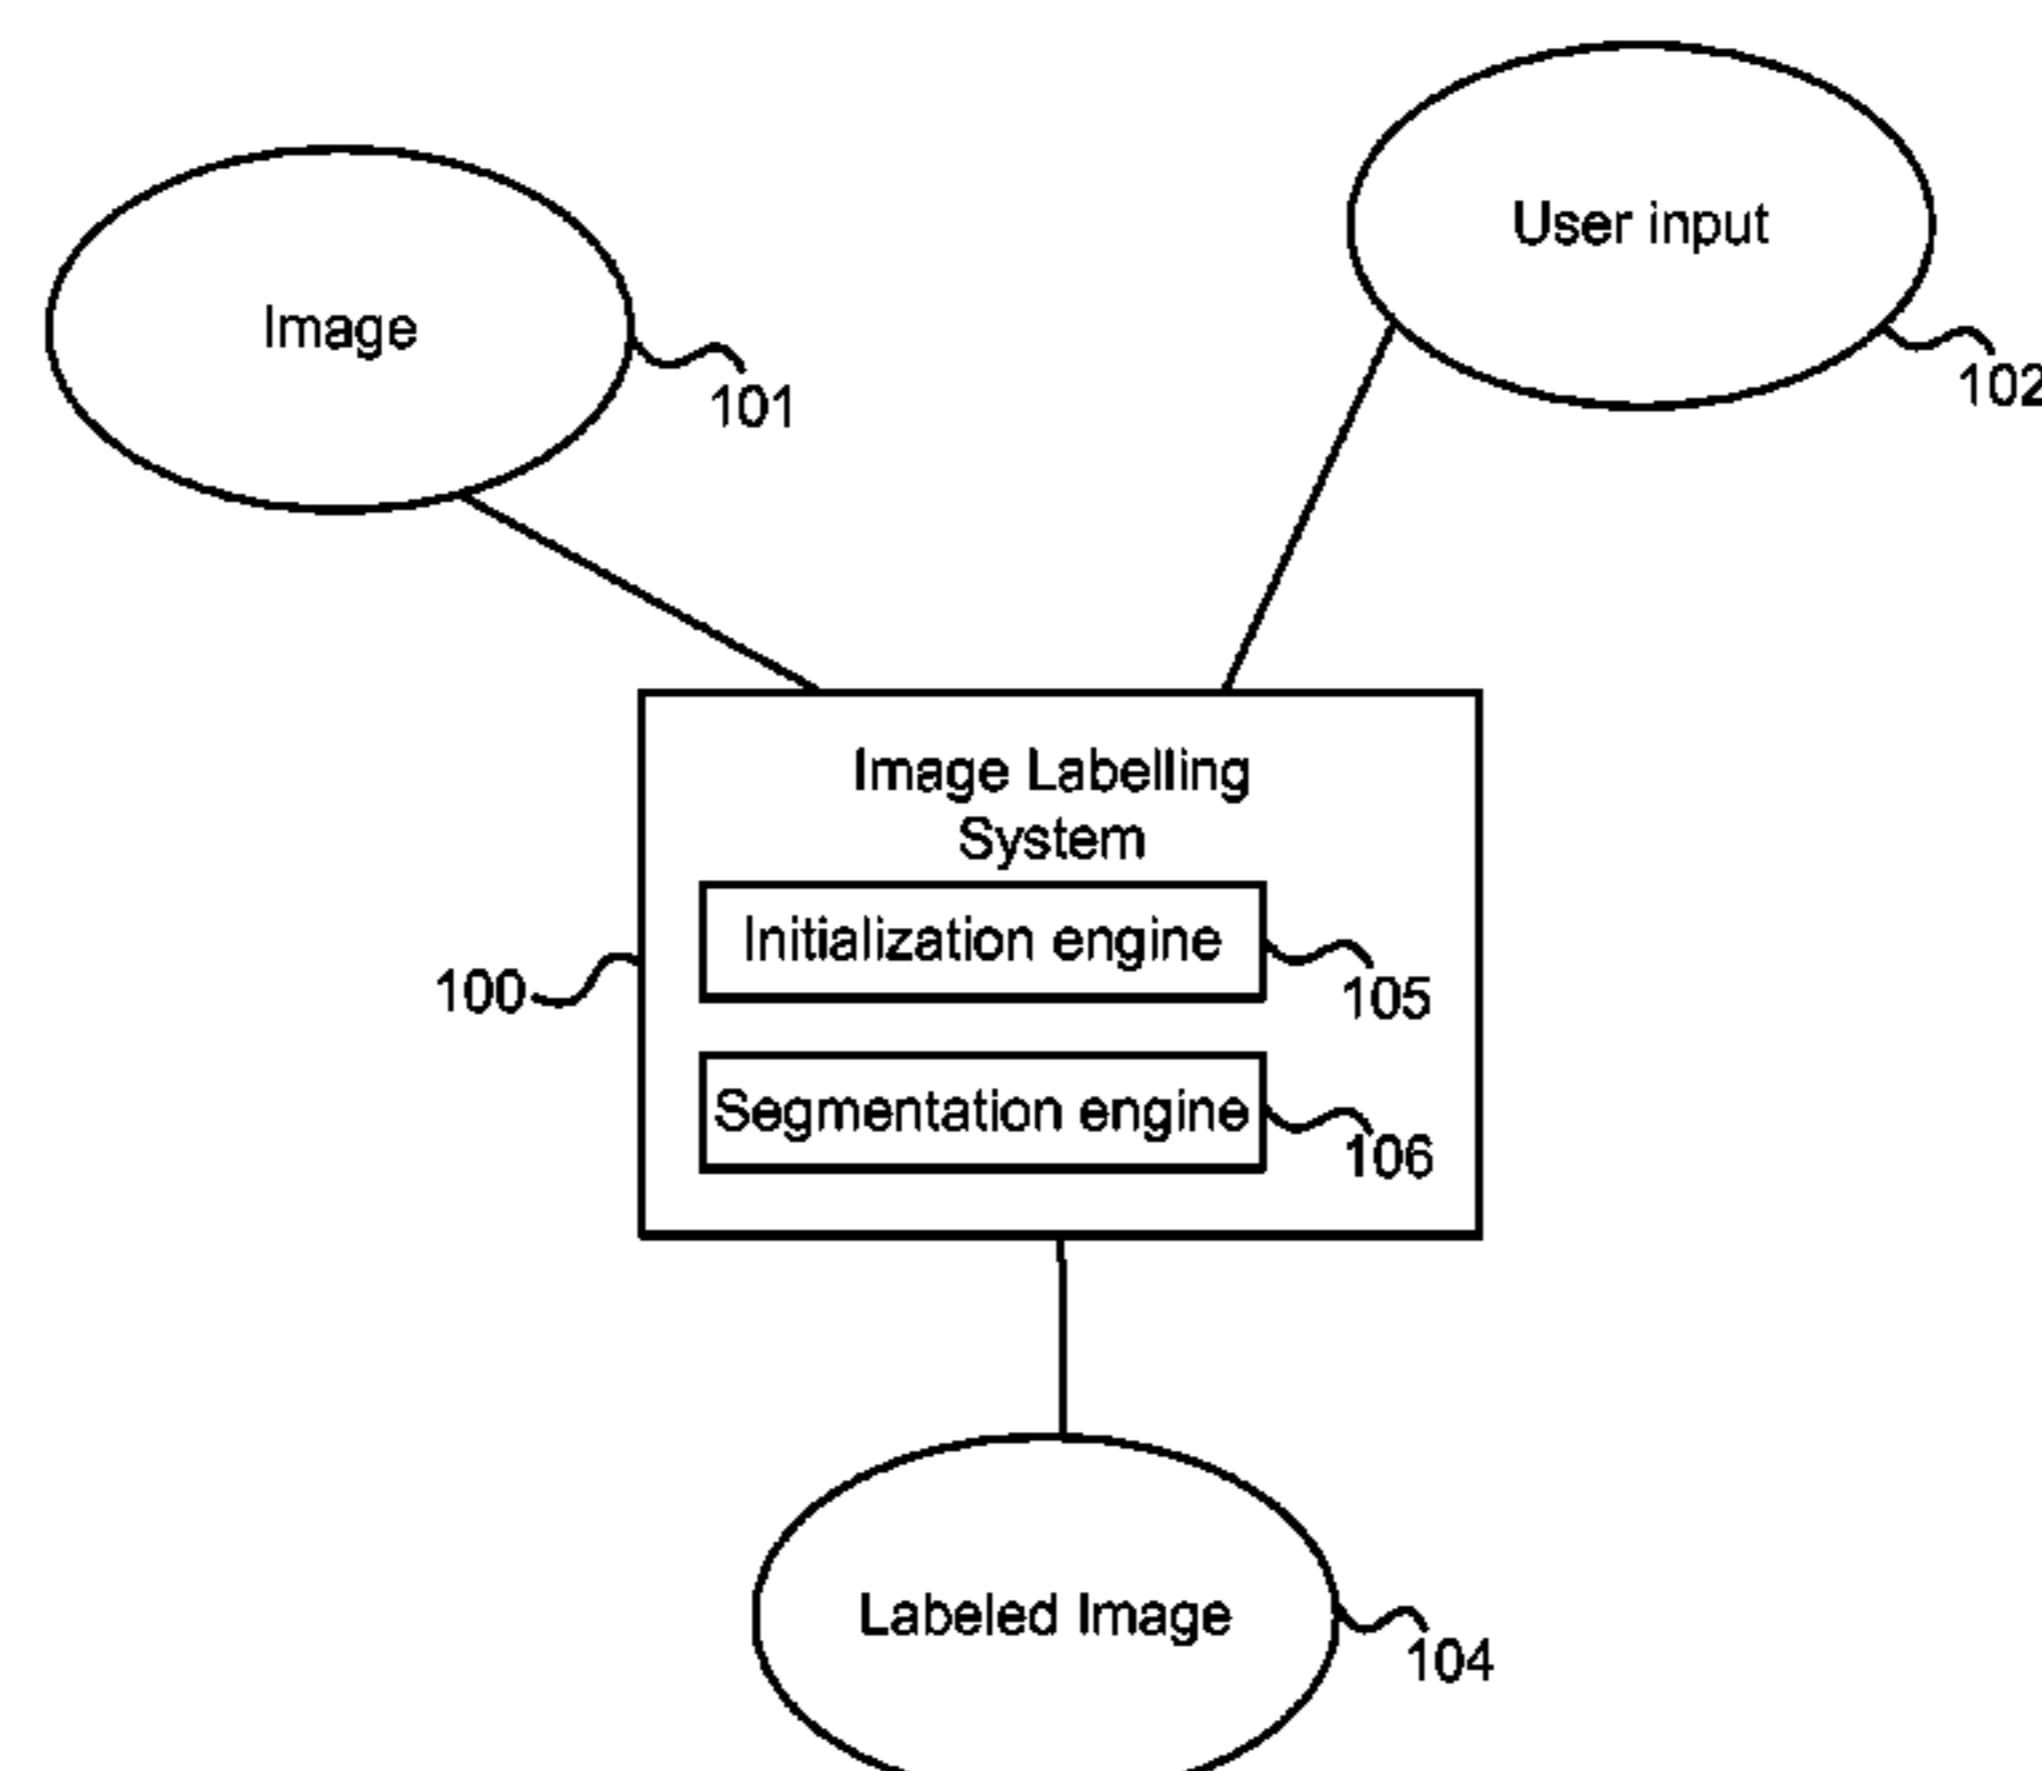 User input
Image
102
101
Image Labelling
System
Initialization engine
100
105
Segmentation engine
106
Labeled Image
104